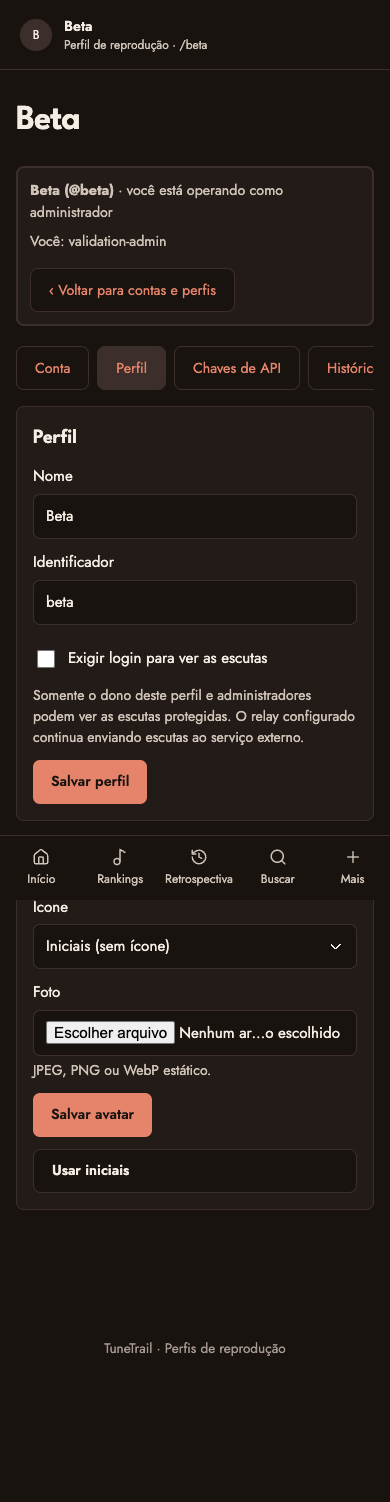 B
Beta
Perfil de reprodução · /beta
Beta
Beta (@beta) · você está operando como
administrador
Você: validation-admin
‹ Voltar para contas e perfis
Conta
Perfil
Chaves de API
Históric
Perfil
Nome
Beta
Identificador
beta
Exigir login para ver as escutas
Somente o dono deste perfil e administradores
podem ver as escutas protegidas. O relay configurado
continua enviando escutas ao serviço externo.
Salvar perfil
Início
Rankings
Retrospectiva
Buscar
Mais
Ícone
Iniciais (sem ícone)
Foto
Escolher arquivo Nenhum ar...o escolhido
JPEG, PNG ou WebP estático.
Salvar avatar
Usar iniciais
TuneTrail · Perfis de reprodução